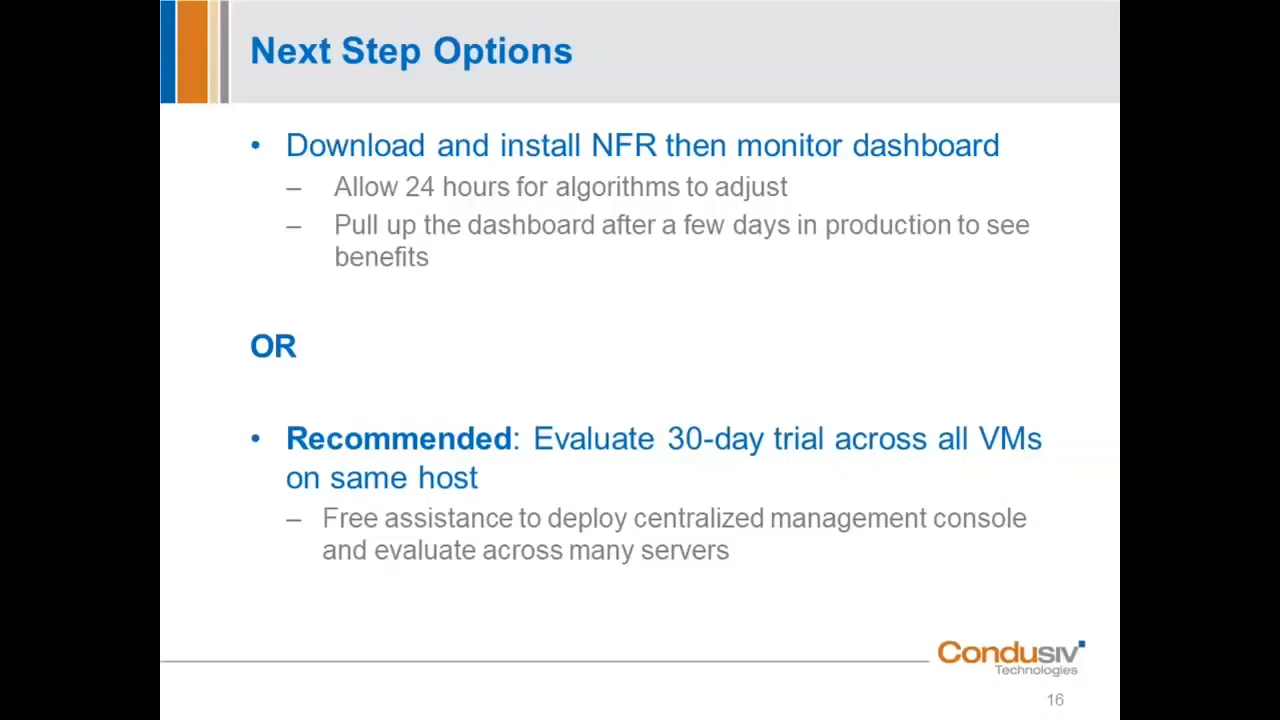 Next Step Options
• Download and install NFR then monitor dashboard
– Allow 24 hours for algorithms to adjust
– Pull up the dashboard after a few days in production to see
benefits
OR
• Recommended: Evaluate 30-day trial across all VMs
on same host
– Free assistance to deploy centralized management console
and evaluate across many servers
Condusiv
Technologies
16